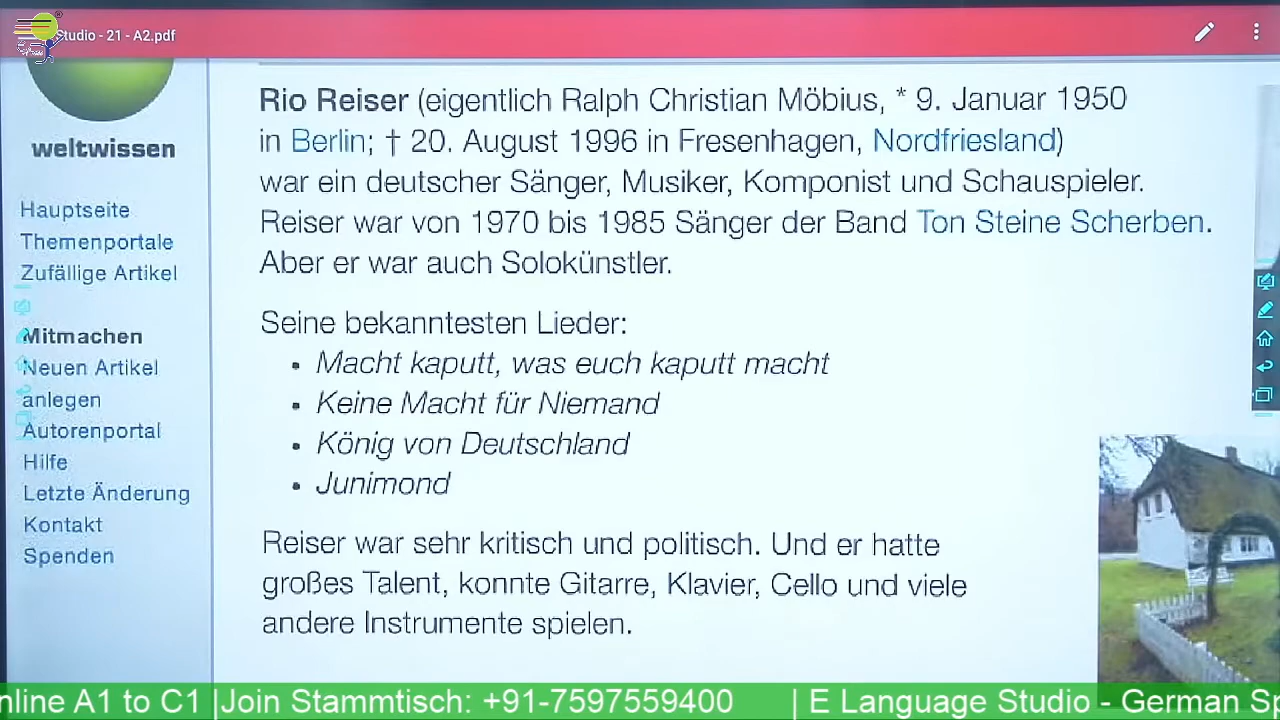 Studio - 21 - A2.pdf
weltwissen
Hauptseite
Themenportale
Zufällige Artikel
Mitmachen
Neuen Artikel
anlegen
Autorenportal
Hilfe
Letzte Änderung
Kontakt
Spenden
Rio Reiser (eigentlich Ralph Christian Möbius, * 9. Januar 1950
in Berlin; † 20. August 1996 in Fresenhagen, Nordfriesland)
war ein deutscher Sänger, Musiker, Komponist und Schauspieler.
Reiser war von 1970 bis 1985 Sänger der Band Ton Steine Scherben.
Aber er war auch Solokünstler.
Seine bekanntesten Lieder:
• Macht kaputt, was euch kaputt macht
• Keine Macht für Niemand
• König von Deutschland
• Junimond
Reiser war sehr kritisch und politisch. Und er hatte
großes Talent, konnte Gitarre, Klavier, Cello und viele
andere Instrumente spielen.
nline A1 to C1 |Join Stammtisch: +91-7597559400 | E Language Studio - German Sp